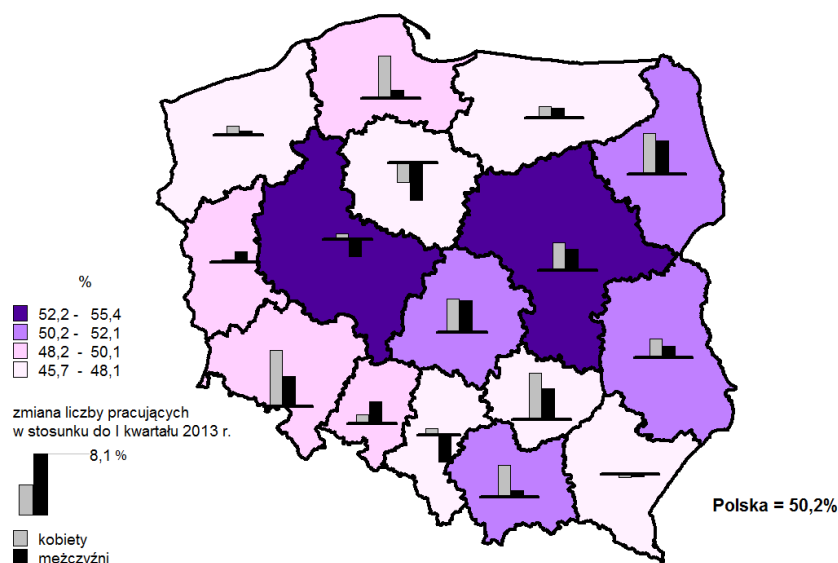 %
52,2 - 55,4
50,2 - 52,1
48,2 - 50,1
45,7 - 48,1
zmiana liczby pracujących
w stosunku do I kwartału 2013 r.
8,1 %
Polska = 50,2%
kobiety
mężczyźni